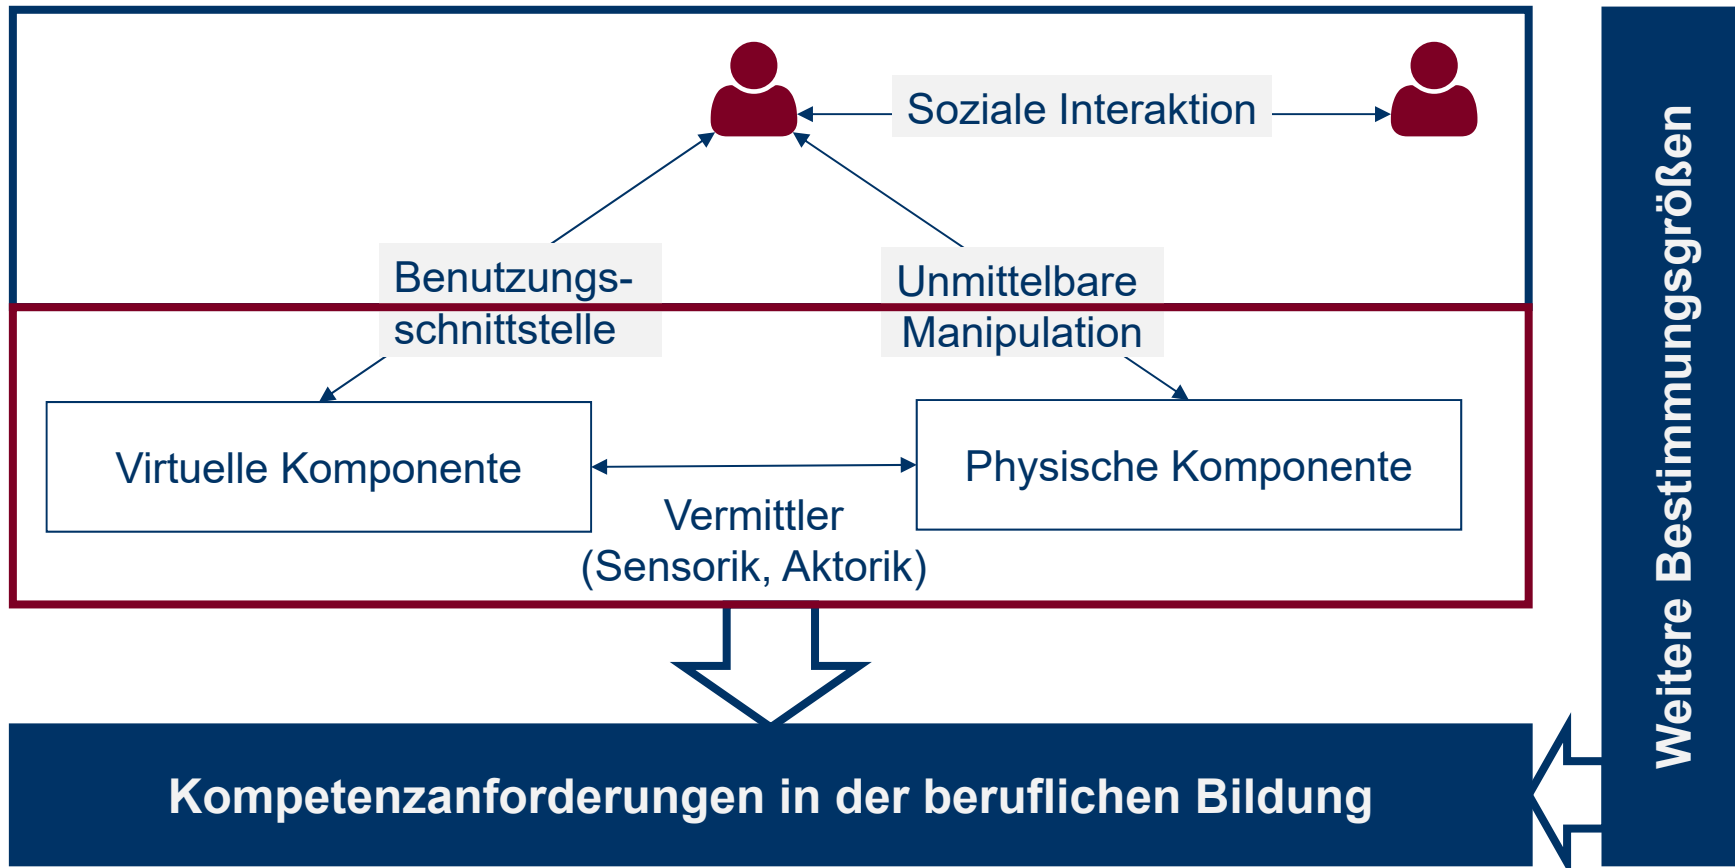 Soziale Interaktion
Benutzungs-
schnittstelle
Unmittelbare
Manipulation
Virtuelle Komponente
Physische Komponente
Vermittler
(Sensorik, Aktorik)
Kompetenzanforderungen in der beruflichen Bildung
Weitere Bestimmungsgrößen